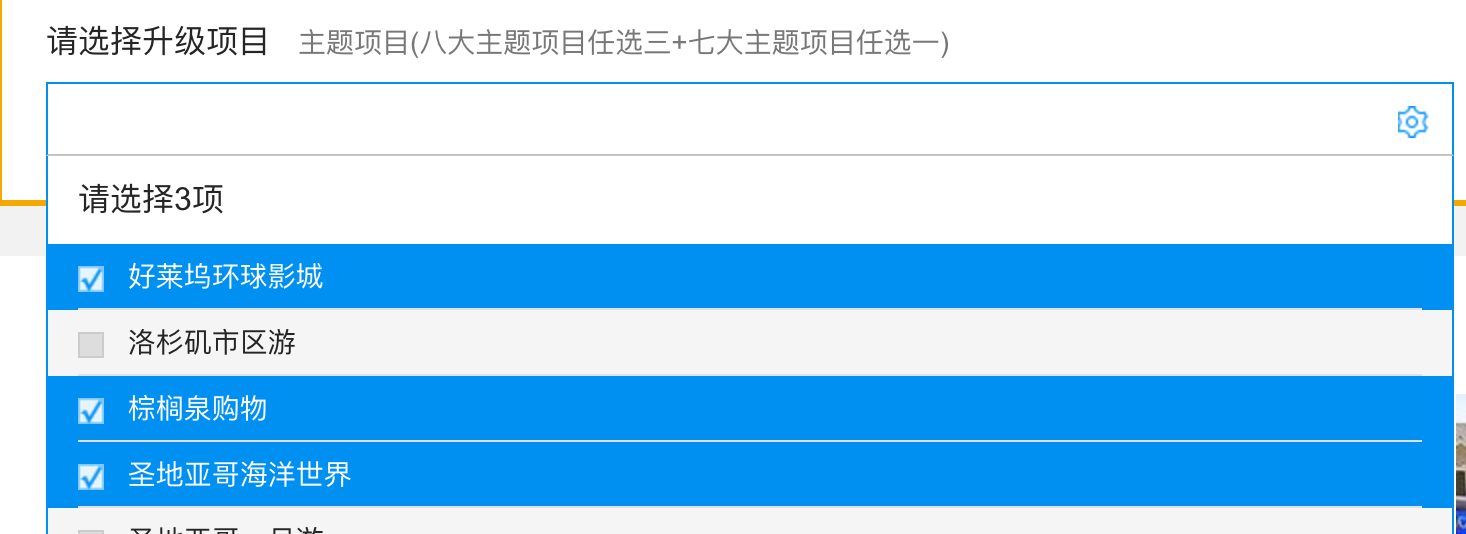 请选择升级项目 主题项目(八大主题项目任选三+七大主题项目任选一)
请选择3项
好莱坞环球影城
洛杉矶市区游
棕榈泉购物
圣地亚哥海洋世界